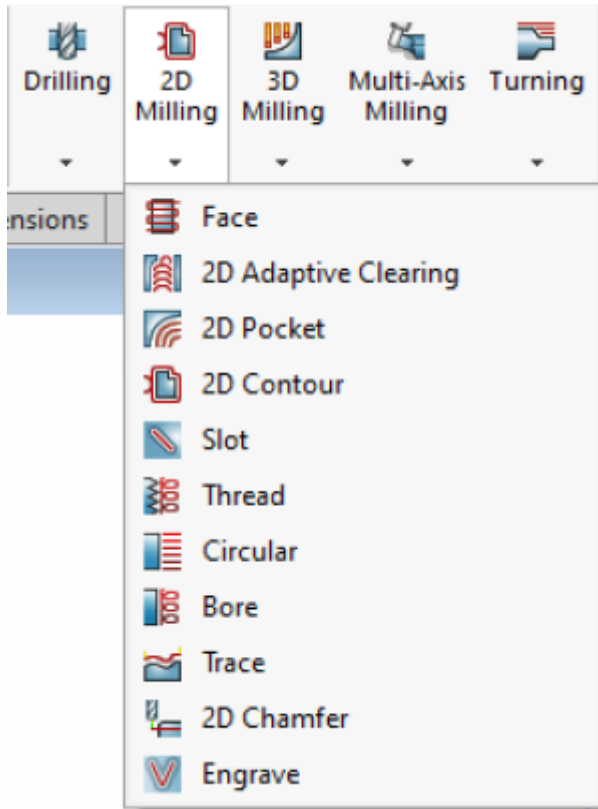 Drilling
2D Milling
3D Milling
Multi-Axis Milling
Turning
nsions
Face
2D Adaptive Clearing
2D Pocket
2D Contour
Slot
Thread
Circular
Bore
Trace
2D Chamfer
Engrave